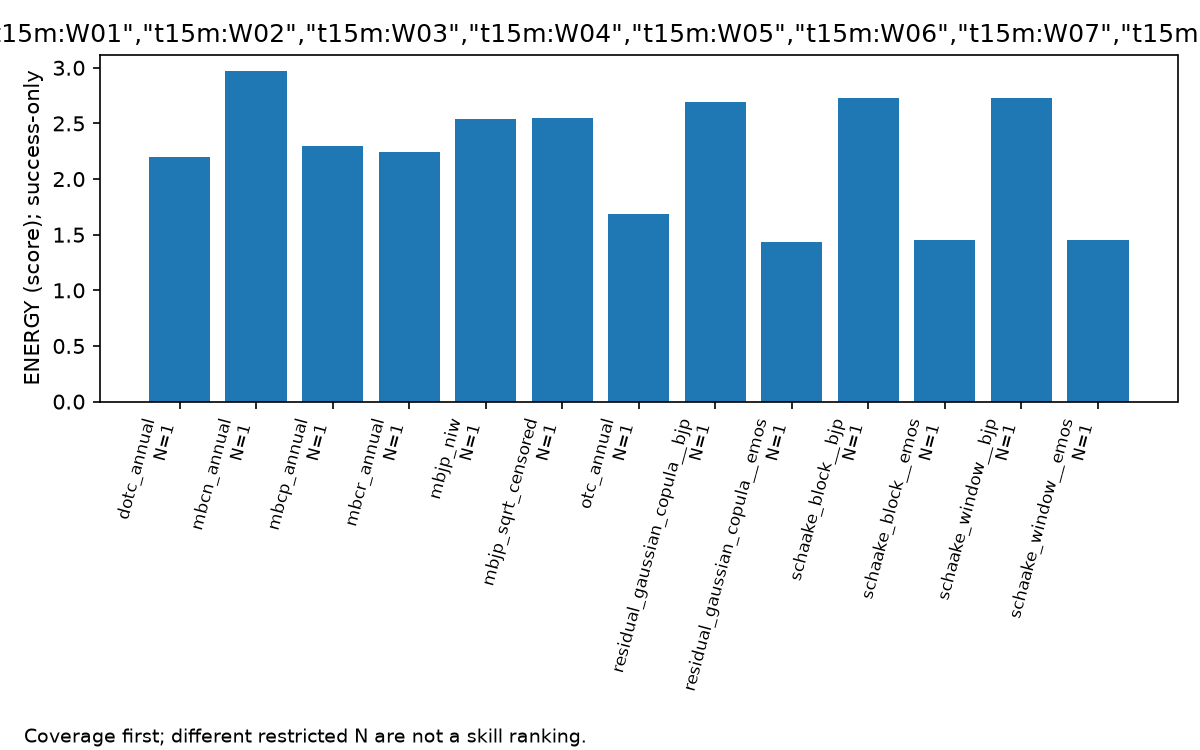 t15m:W01","t15m:W02","t15m:W03","t15m:W04","t15m:W05","t15m:W06","t15m:W07","t15m
ENERGY (score); success-only
3.0
2.5
2.0
1.5
1.0
0.5
0.0
dotc_annual
N=1
mbcn_annual
N=1
mbcp_annual
N=1
mbcr_annual
N=1
mbjp_niw
N=1
mbjp_sqrt_censored
N=1
otc_annual
N=1
residual_gaussian_copula__bjp
N=1
residual_gaussian_copula__emos
N=1
schaake_block__bjp
N=1
schaake_block__emos
N=1
schaake_window__bjp
N=1
schaake_window__emos
N=1
Coverage first; different restricted N are not a skill ranking.